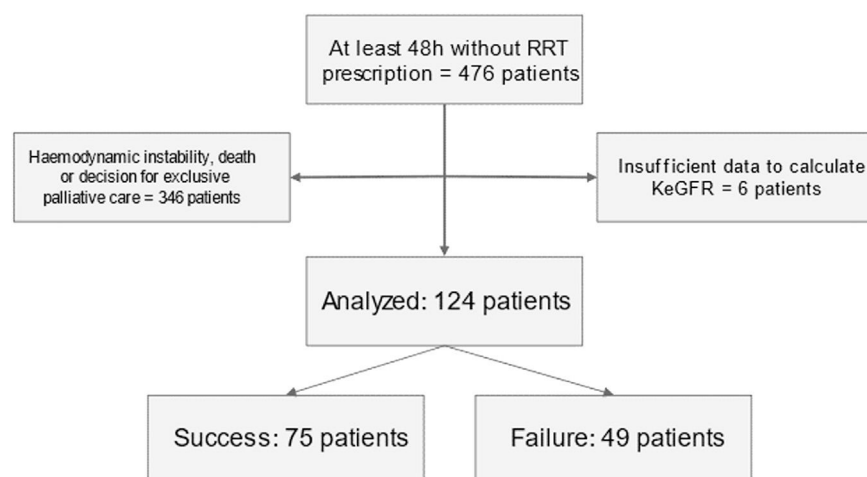 At least 48h without RRT
prescription = 476 patients
Haemodynamic instability, death
or decision for exclusive
palliative care = 346 patients
Insufficient data to calculate
KeGFR = 6 patients
Analyzed: 124 patients
Success: 75 patients
Failure: 49 patients